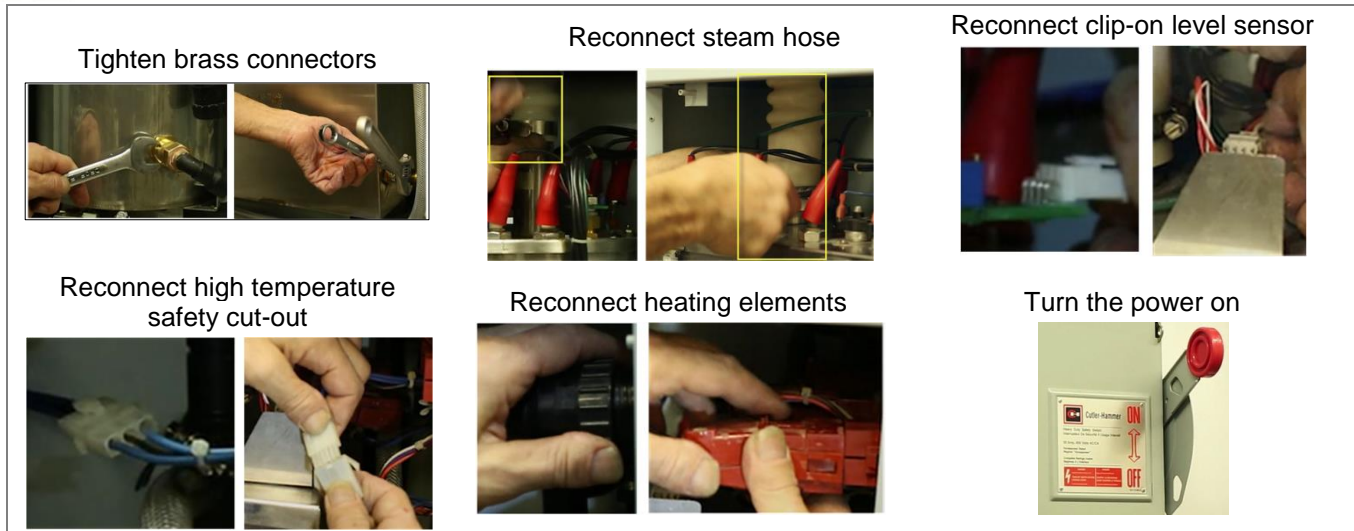 Tighten brass connectors
Reconnect steam hose
Reconnect clip-on level sensor
Reconnect high temperature
safety cut-out
Reconnect heating elements
Turn the power on
Cutler-Hammer
ON
OFF